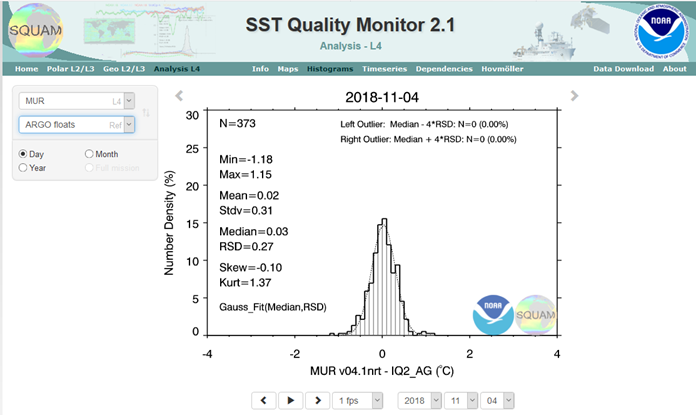 SQUAM
SST Quality Monitor 2.1
Analysis - L4
NOAA
Home Polar L2/L3 Geo L2/L3 Analysis L4 Info Maps Histograms Timeseries Dependencies Hovmöller Data Download About
MUR L4
ARGO floats Ref
Day Month
Year Full mission
2018-11-04
N=373
Left Outlier: Median - 4*RSD: N=0 (0.00%)
Right Outlier: Median + 4*RSD: N=0 (0.00%)
Min=-1.18
Max=1.15
Mean=0.02
Stdv=0.31
Median=0.03
RSD=0.27
Skew=-0.10
Kurt=1.37
Gauss_Fit(Median,RSD)
Number Density (%)
30
25
20
15
10
5
0
-4 -2 0 2 4
NOAA SQUAM
MUR v04.1nrt - IQ2_AG (°C)
1 fps 2018 11 04